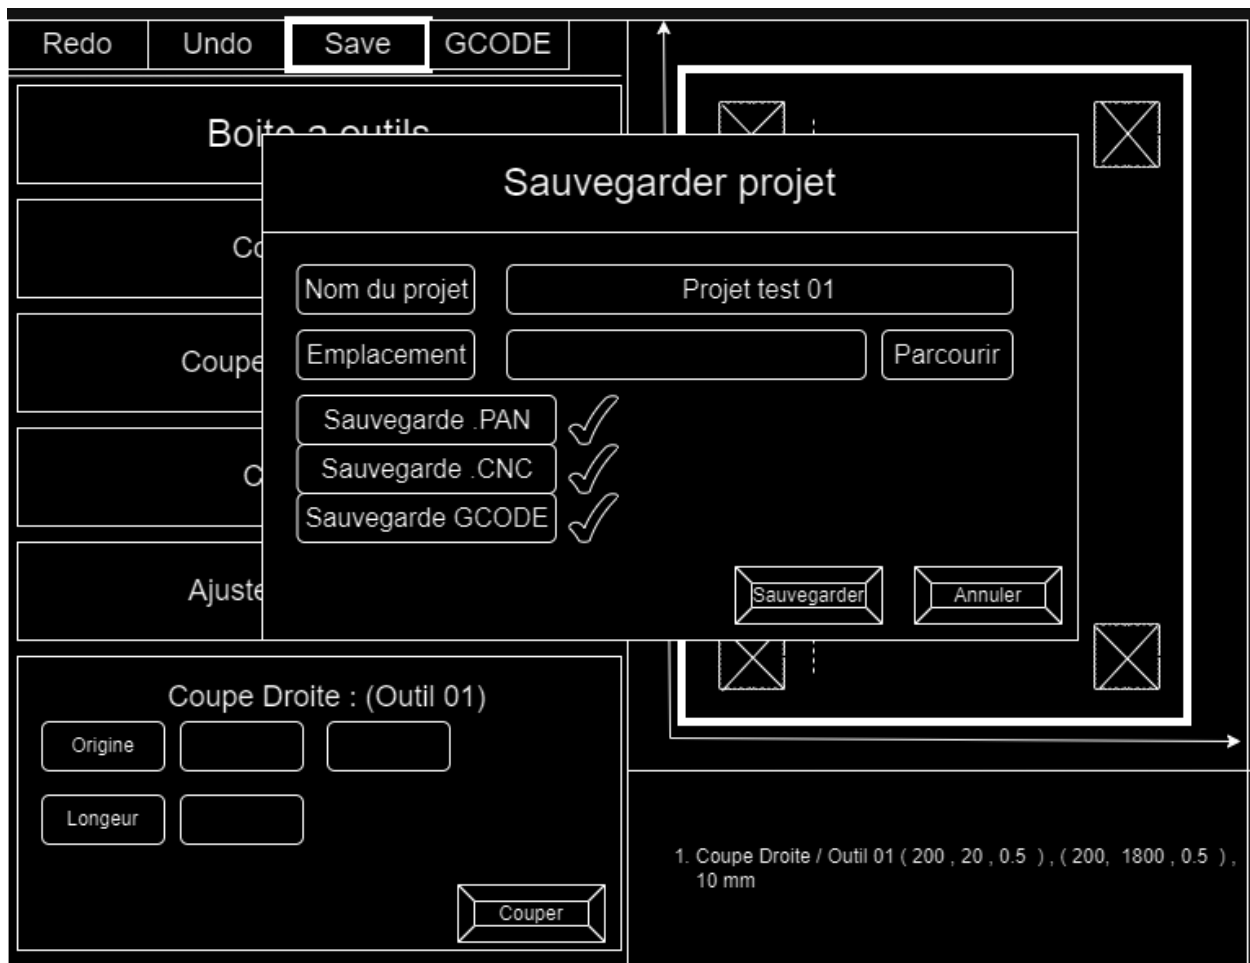 Redo Undo Save GCODE
Sauvegarder projet
Nom du projet Projet test 01
Emplacement Parcourir
Sauvegarde .PAN
Sauvegarde .CNC
Sauvegarde GCODE
Sauvegarder Annuler
Boite a outils
Coupe
Ajuste
Coupe Droite : (Outil 01)
Origine
Longeur
Couper
1. Coupe Droite / Outil 01 ( 200 , 20 , 0.5 ) , ( 200, 1800 , 0.5 ) ,
10 mm